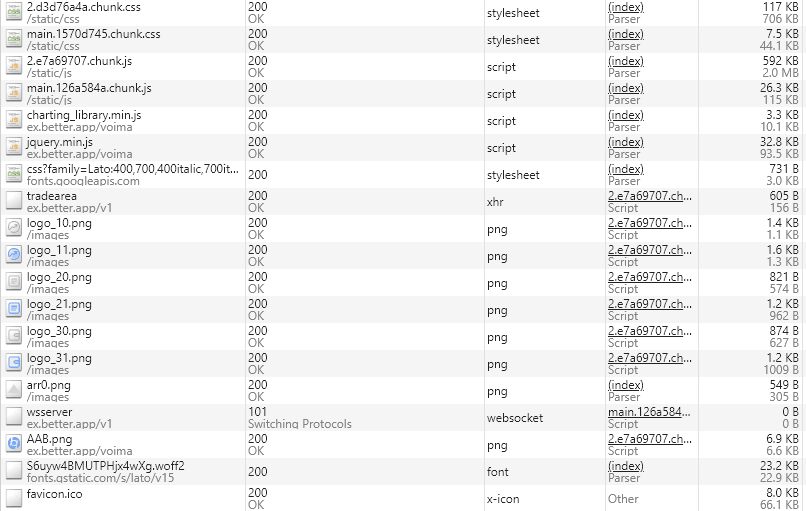 2.d3d76a4a.chunk.css 200 stylesheet (index) 117 KB
/static/css OK Parser 706 KB
main.1570d745.chunk.css 200 stylesheet (index) 7.5 KB
/static/css OK Parser 44.1 KB
2.e7a69707.chunk.js 200 script (index) 592 KB
/static/js OK Parser 2.0 MB
main.126a584a.chunk.js 200 script (index) 26.3 KB
/static/js OK Parser 115 KB
charting_library.min.js 200 script (index) 3.3 KB
ex.better.app/voima OK Parser 10.1 KB
jquery.min.js 200 script (index) 32.8 KB
ex.better.app/voima OK Parser 93.5 KB
css?family=Lato:400,700,400italic,700it... 200 stylesheet (index) 731 B
fonts.googleapis.com Parser 3.0 KB
tradearea 200 xhr 2.e7a69707.ch... 605 B
ex.better.app/v1 OK Script 156 B
logo_10.png 200 png 2.e7a69707.ch... 1.4 KB
/images OK Script 1.1 KB
logo_11.png 200 png 2.e7a69707.ch... 1.6 KB
/images OK Script 1.3 KB
logo_20.png 200 png 2.e7a69707.ch... 821 B
/images OK Script 574 B
logo_21.png 200 png 2.e7a69707.ch... 1.2 KB
/images OK Script 962 B
logo_30.png 200 png 2.e7a69707.ch... 874 B
/images OK Script 627 B
logo_31.png 200 png 2.e7a69707.ch... 1.2 KB
/images OK Script 1009 B
arr0.png 200 png (index) 549 B
/images OK Parser 305 B
wsserver 101 websocket main.126a584... 0 B
ex.better.app/v1 Switching Protocols Script 0 B
AAB.png 200 png 2.e7a69707.ch... 6.9 KB
ex.better.app/voima OK Script 6.6 KB
S6uyw4BMUTPHjx4wXg.woff2 200 font (index) 23.2 KB
fonts.gstatic.com/s/lato/v15 Parser 22.9 KB
favicon.ico 200 x-icon Other 8.0 KB
OK 66.1 KB